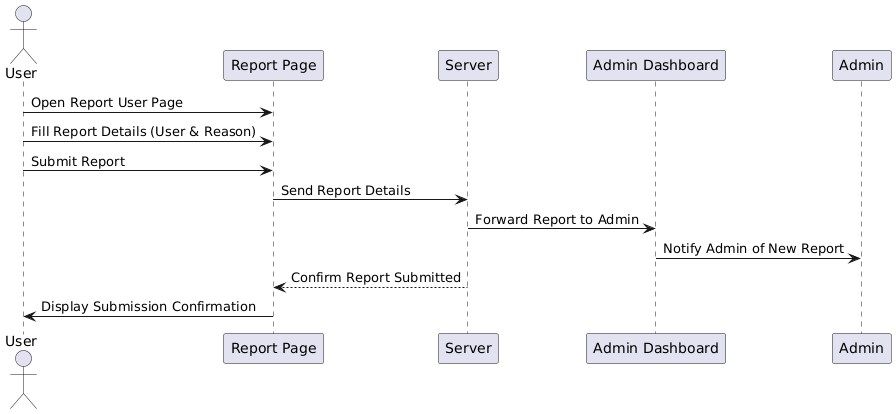 User
Report Page
Server
Admin Dashboard
Admin
Open Report User Page
Fill Report Details (User & Reason)
Submit Report
Send Report Details
Forward Report to Admin
Notify Admin of New Report
Confirm Report Submitted
Display Submission Confirmation
User
Report Page
Server
Admin Dashboard
Admin